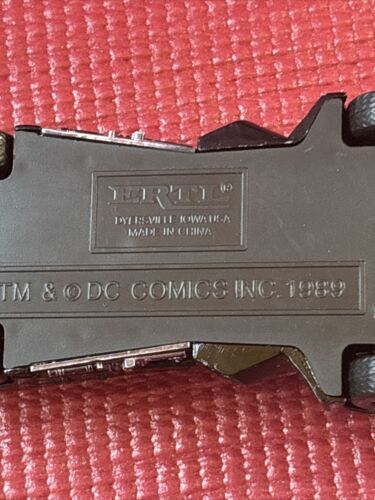 ERTL®
DYERSVILLE IOWA USA
MADE IN CHINA
TM & © DC COMICS INC. 1989